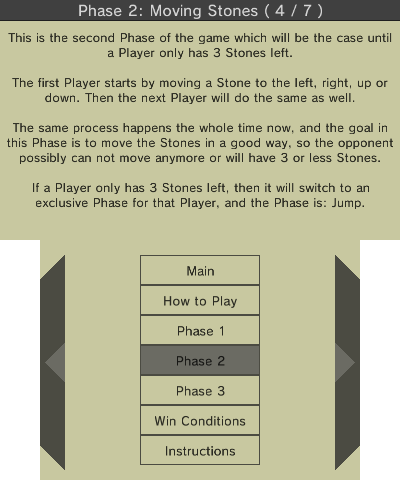 Phase 2: Moving Stones ( 4 / 7 )
This is the second Phase of the game which will be the case until
a Player only has 3 Stones left.
The first Player starts by moving a Stone to the left, right, up or
down. Then the next Player will do the same as well.
The same process happens the whole time now, and the goal in
this Phase is to move the Stones in a good way, so the opponent
possibly can not move anymore or will have 3 or less Stones.
If a Player only has 3 Stones left, then it will switch to an
exclusive Phase for that Player, and the Phase is: Jump.
Main
How to Play
Phase 1
Phase 2
Phase 3
Win Conditions
Instructions